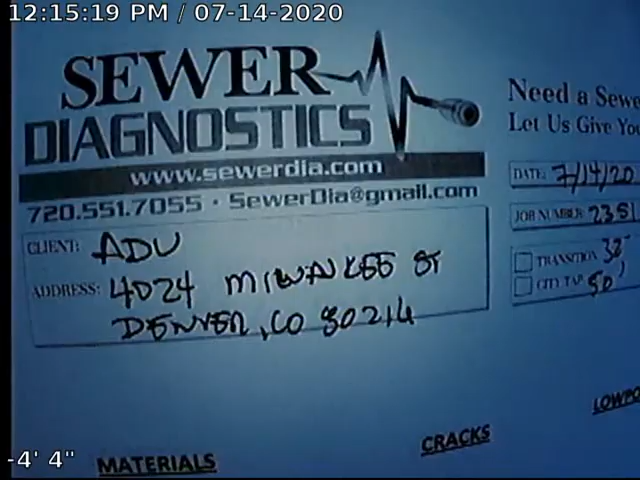 12:15:19 PM / 07-14-2020
SEWER
DIAGNOSTICS
www.sewerdia.com
720.551.7055 · SewerDia@gmail.com
Need a Sewe
Let Us Give You
DATE: 7/14/20
JOB NUMBER: 2351
CLIENT: ADU
ADDRESS: 4024 MILWAUKEE ST
DENVER, CO 80214
TRANSITION 32'
CITY TAP 50'
LOWPO
CRACKS
MATERIALS
-4' 4"